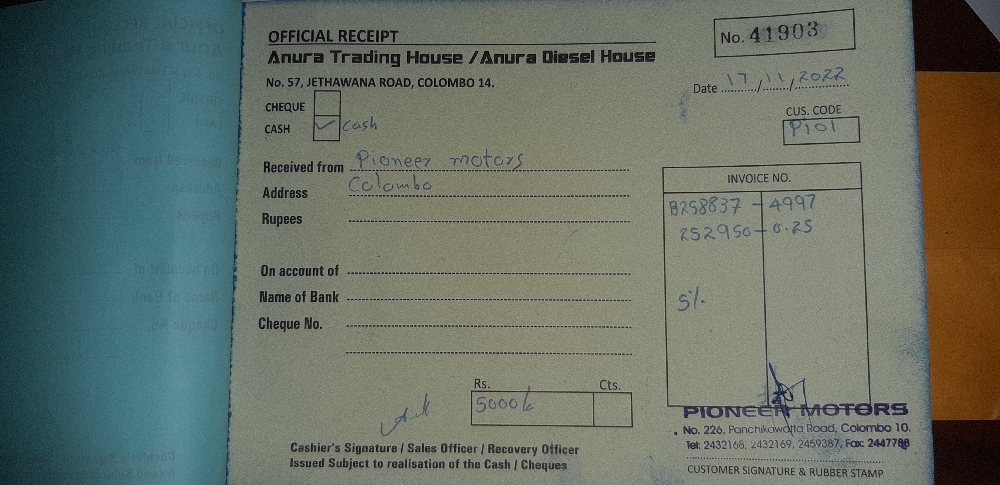 OFFICIAL RECEIPT
No. 41903
Anura Trading House / Anura Diesel House
No. 57, JETHAWANA ROAD, COLOMBO 14.
Date 17/11/2022
CHEQUE
CASH ✓ cash
CUS. CODE
P101
Received from Pioneer motors
Address Colombo
Rupees
On account of
Name of Bank
Cheque No.
INVOICE NO.
B258837 - 4997
252950 - 0.25
5%
Rs. Cts.
5000/-
Cashier's Signature / Sales Officer / Recovery Officer
Issued Subject to realisation of the Cash / Cheques
PIONEER MOTORS
No. 226, Panchikawatta Road, Colombo 10.
Tel: 2432168, 2432169, 2459387, Fax: 2447788
CUSTOMER SIGNATURE & RUBBER STAMP